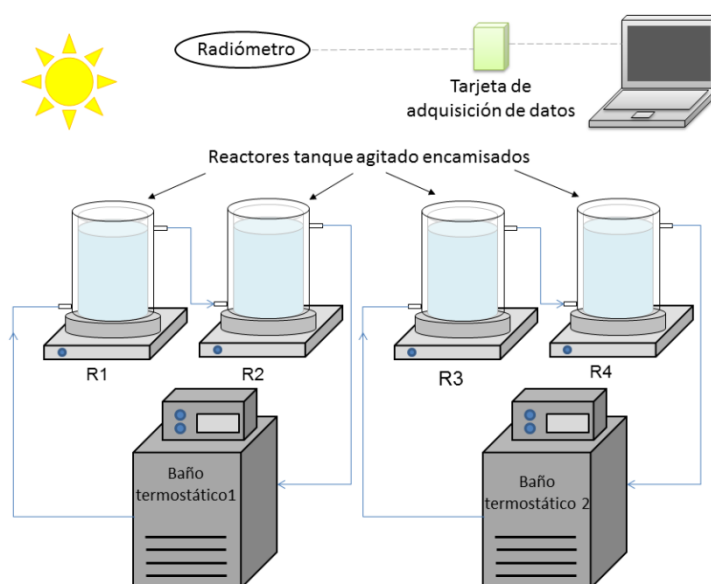 Radiómetro
Tarjeta de
adquisición de datos
Reactores tanque agitado encamisados
R1
R2
R3
R4
Baño
termostático1
Baño
termostático 2